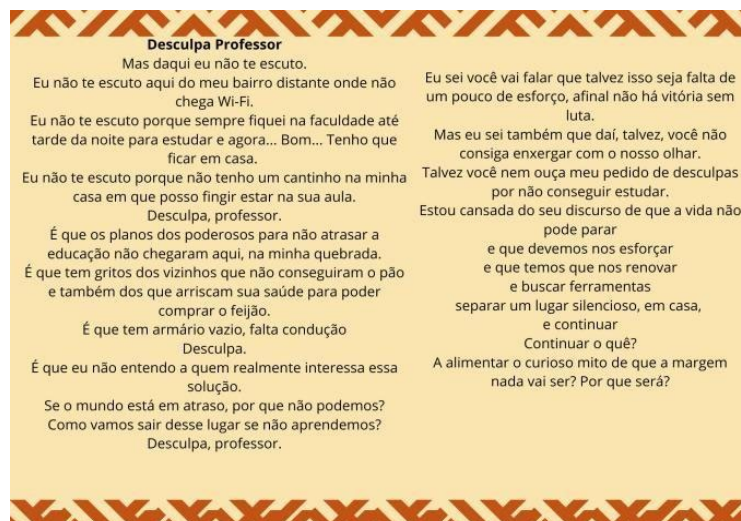 Desculpa Professor
Mas daqui eu não te escuto.
Eu não te escuto aqui do meu bairro distante onde não
chega Wi-Fi.
Eu não te escuto porque sempre fiquei na faculdade até
tarde da noite para estudar e agora... Bom... Tenho que
ficar em casa.
Eu não te escuto porque não tenho um cantinho na minha
casa em que posso fingir estar na sua aula.
Desculpa, professor.
É que os planos dos poderosos para não atrasar a
educação não chegaram aqui, na minha quebrada.
É que tem gritos dos vizinhos que não conseguiram o pão
e também dos que arriscam sua saúde para poder
comprar o feijão.
É que tem armário vazio, falta condução
Desculpa.
É que eu não entendo a quem realmente interessa essa
solução.
Se o mundo está em atraso, por que não podemos?
Como vamos sair desse lugar se não aprendemos?
Desculpa, professor.
Eu sei você vai falar que talvez isso seja falta de
um pouco de esforço, afinal não há vitória sem
luta.
Mas eu sei também que daí, talvez, você não
consiga enxergar com o nosso olhar.
Talvez você nem ouça meu pedido de desculpas
por não conseguir estudar.
Estou cansada do seu discurso de que a vida não
pode parar
e que devemos nos esforçar
e que temos que nos renovar
e buscar ferramentas
separar um lugar silencioso, em casa,
e continuar
Continuar o quê?
A alimentar o curioso mito de que a margem
nada vai ser? Por que será?